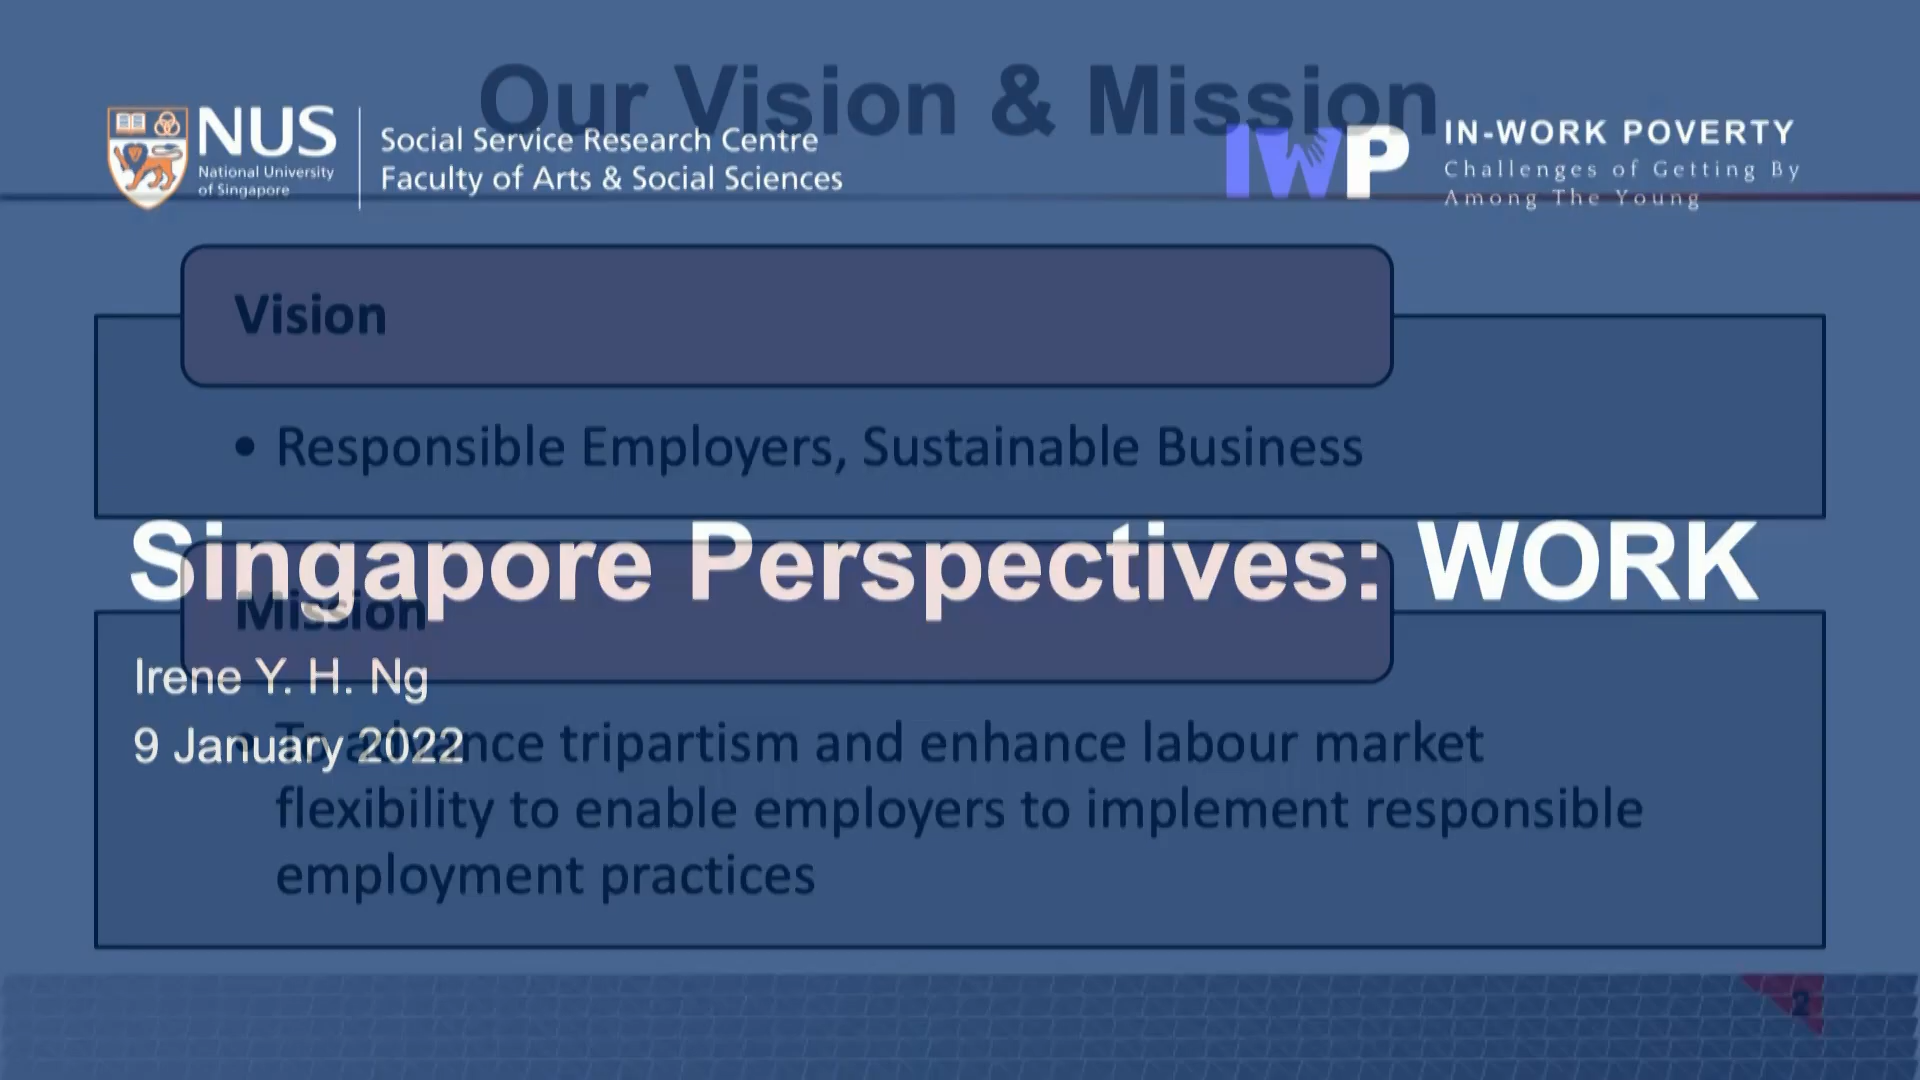 Our Vision & Mission
NUS
National University
of Singapore
Social Service Research Centre
Faculty of Arts & Social Sciences
IWP
IN-WORK POVERTY
Challenges of Getting By
Among The Young
Vision
• Responsible Employers, Sustainable Business
Singapore Perspectives: WORK
Mission
Irene Y. H. Ng
9 January 2022
• To advance tripartism and enhance labour market
flexibility to enable employers to implement responsible
employment practices
2